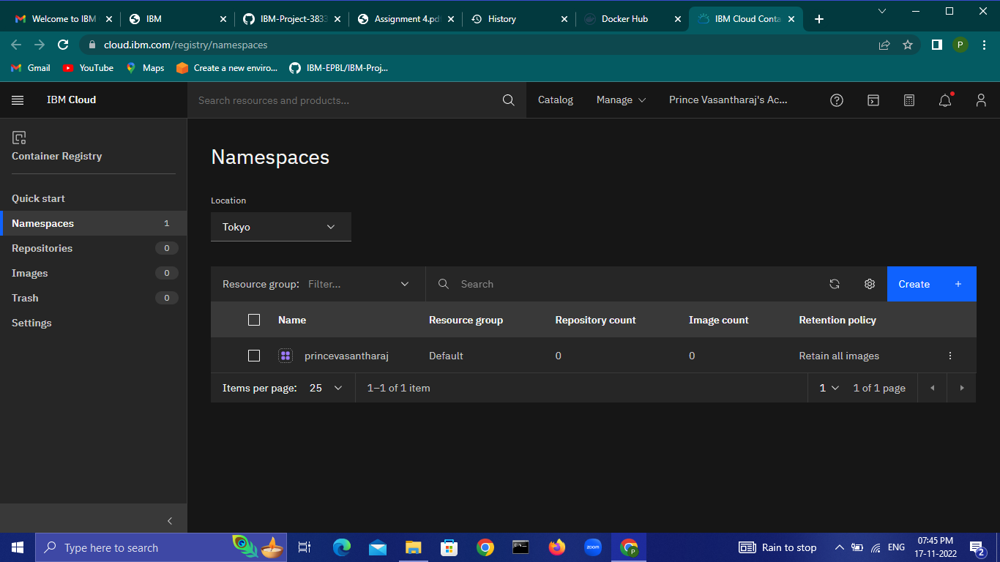 Welcome to IBM
IBM
IBM-Project-3833
Assignment 4.pdf
History
Docker Hub
IBM Cloud Conta
cloud.ibm.com/registry/namespaces
P
Gmail
YouTube
Maps
Create a new enviro...
IBM-EPBL/IBM-Proj...
IBM Cloud
Search resources and products...
Catalog
Manage
Prince Vasantharaj's Ac...
Container Registry
Quick start
Namespaces 1
Repositories 0
Images 0
Trash 0
Settings
Namespaces
Location
Tokyo
Resource group: Filter...
Search
Create +
Name Resource group Repository count Image count Retention policy
princevasantharaj Default 0 0 Retain all images
Items per page: 25 1–1 of 1 item 1 1 of 1 page
Type here to search
zoom
P
Rain to stop
ENG
07:45 PM
17-11-2022
2